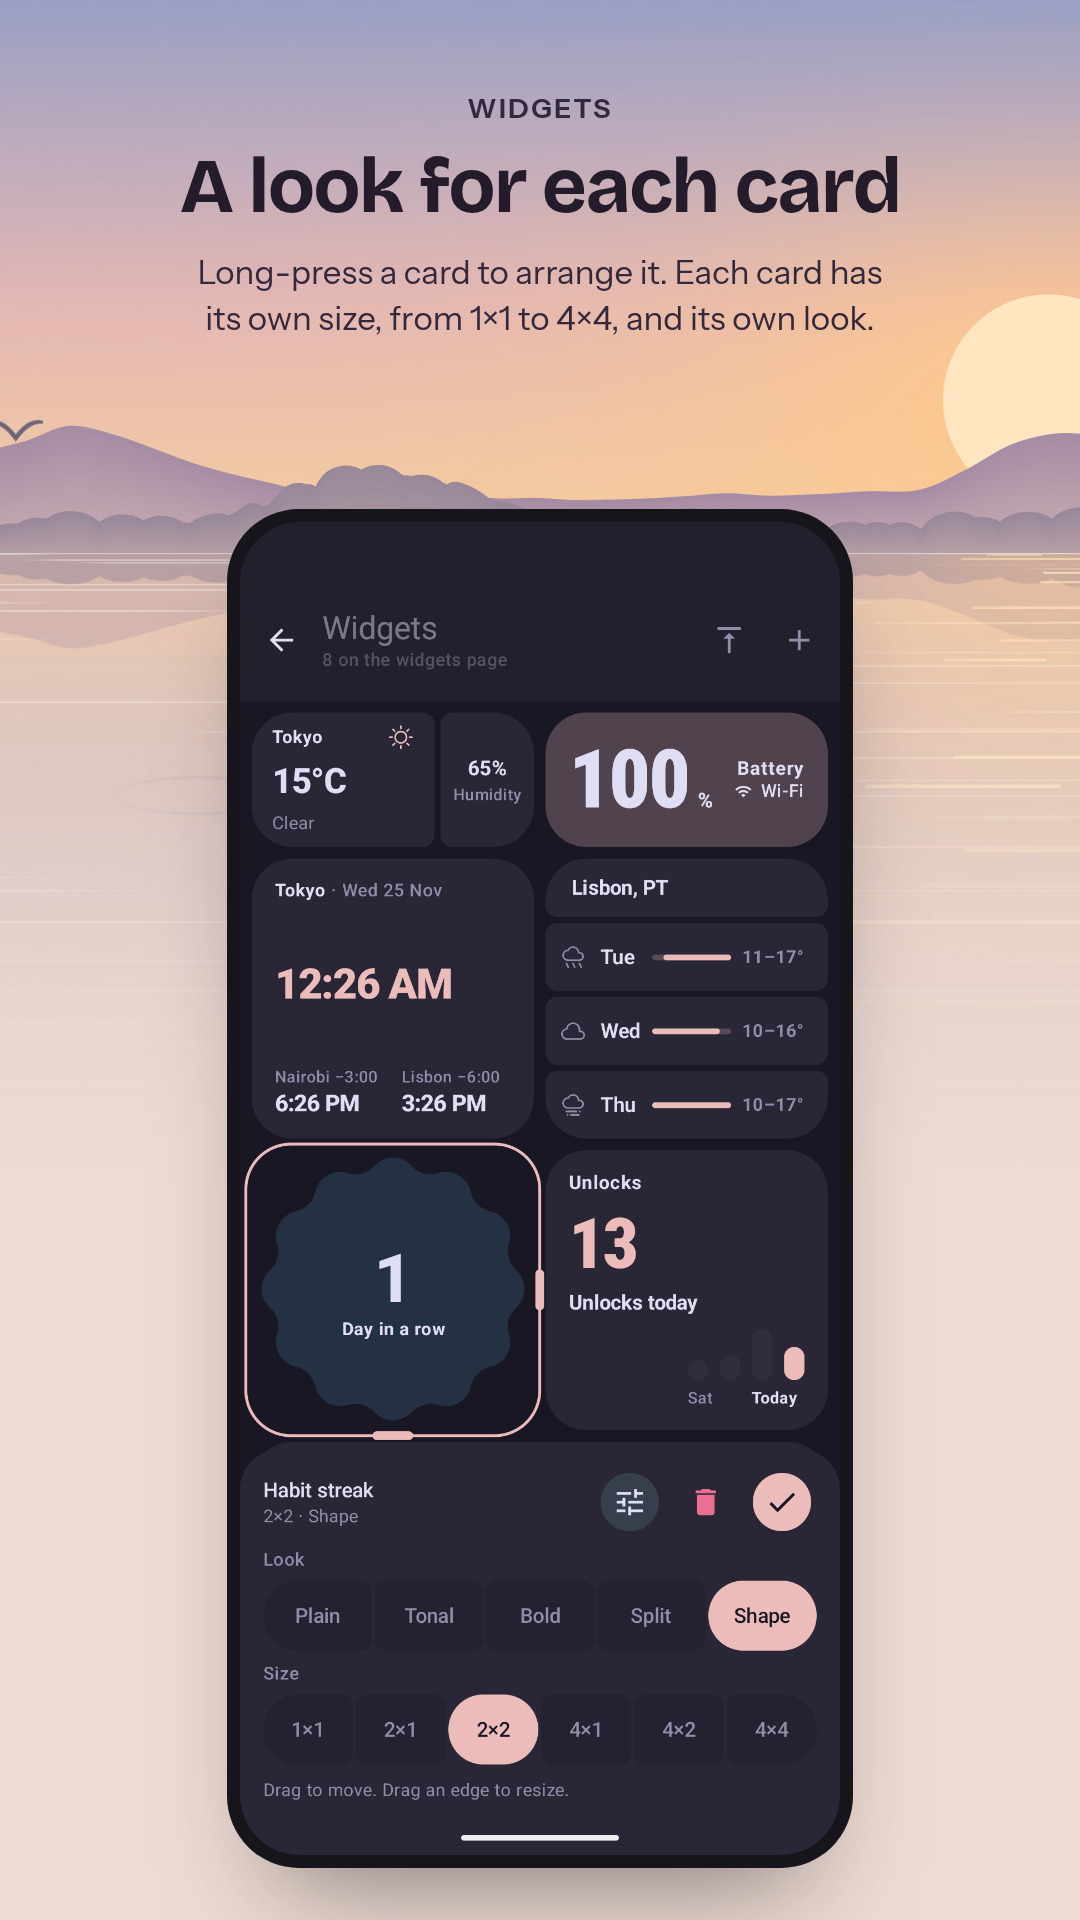 WIDGETS
A look for each card
Long-press a card to arrange it. Each card has
its own size, from 1×1 to 4×4, and its own look.
Widgets
8 on the widgets page
Tokyo
15°C
Clear
65%
Humidity
100 %
Battery
Wi-Fi
Tokyo · Wed 25 Nov
12:26 AM
Nairobi −3:00
6:26 PM
Lisbon −6:00
3:26 PM
Lisbon, PT
Tue 11–17°
Wed 10–16°
Thu 10–17°
1
Day in a row
Unlocks
13
Unlocks today
Sat Today
Habit streak
2×2 · Shape
Look
Plain Tonal Bold Split Shape
Size
1×1 2×1 2×2 4×1 4×2 4×4
Drag to move. Drag an edge to resize.